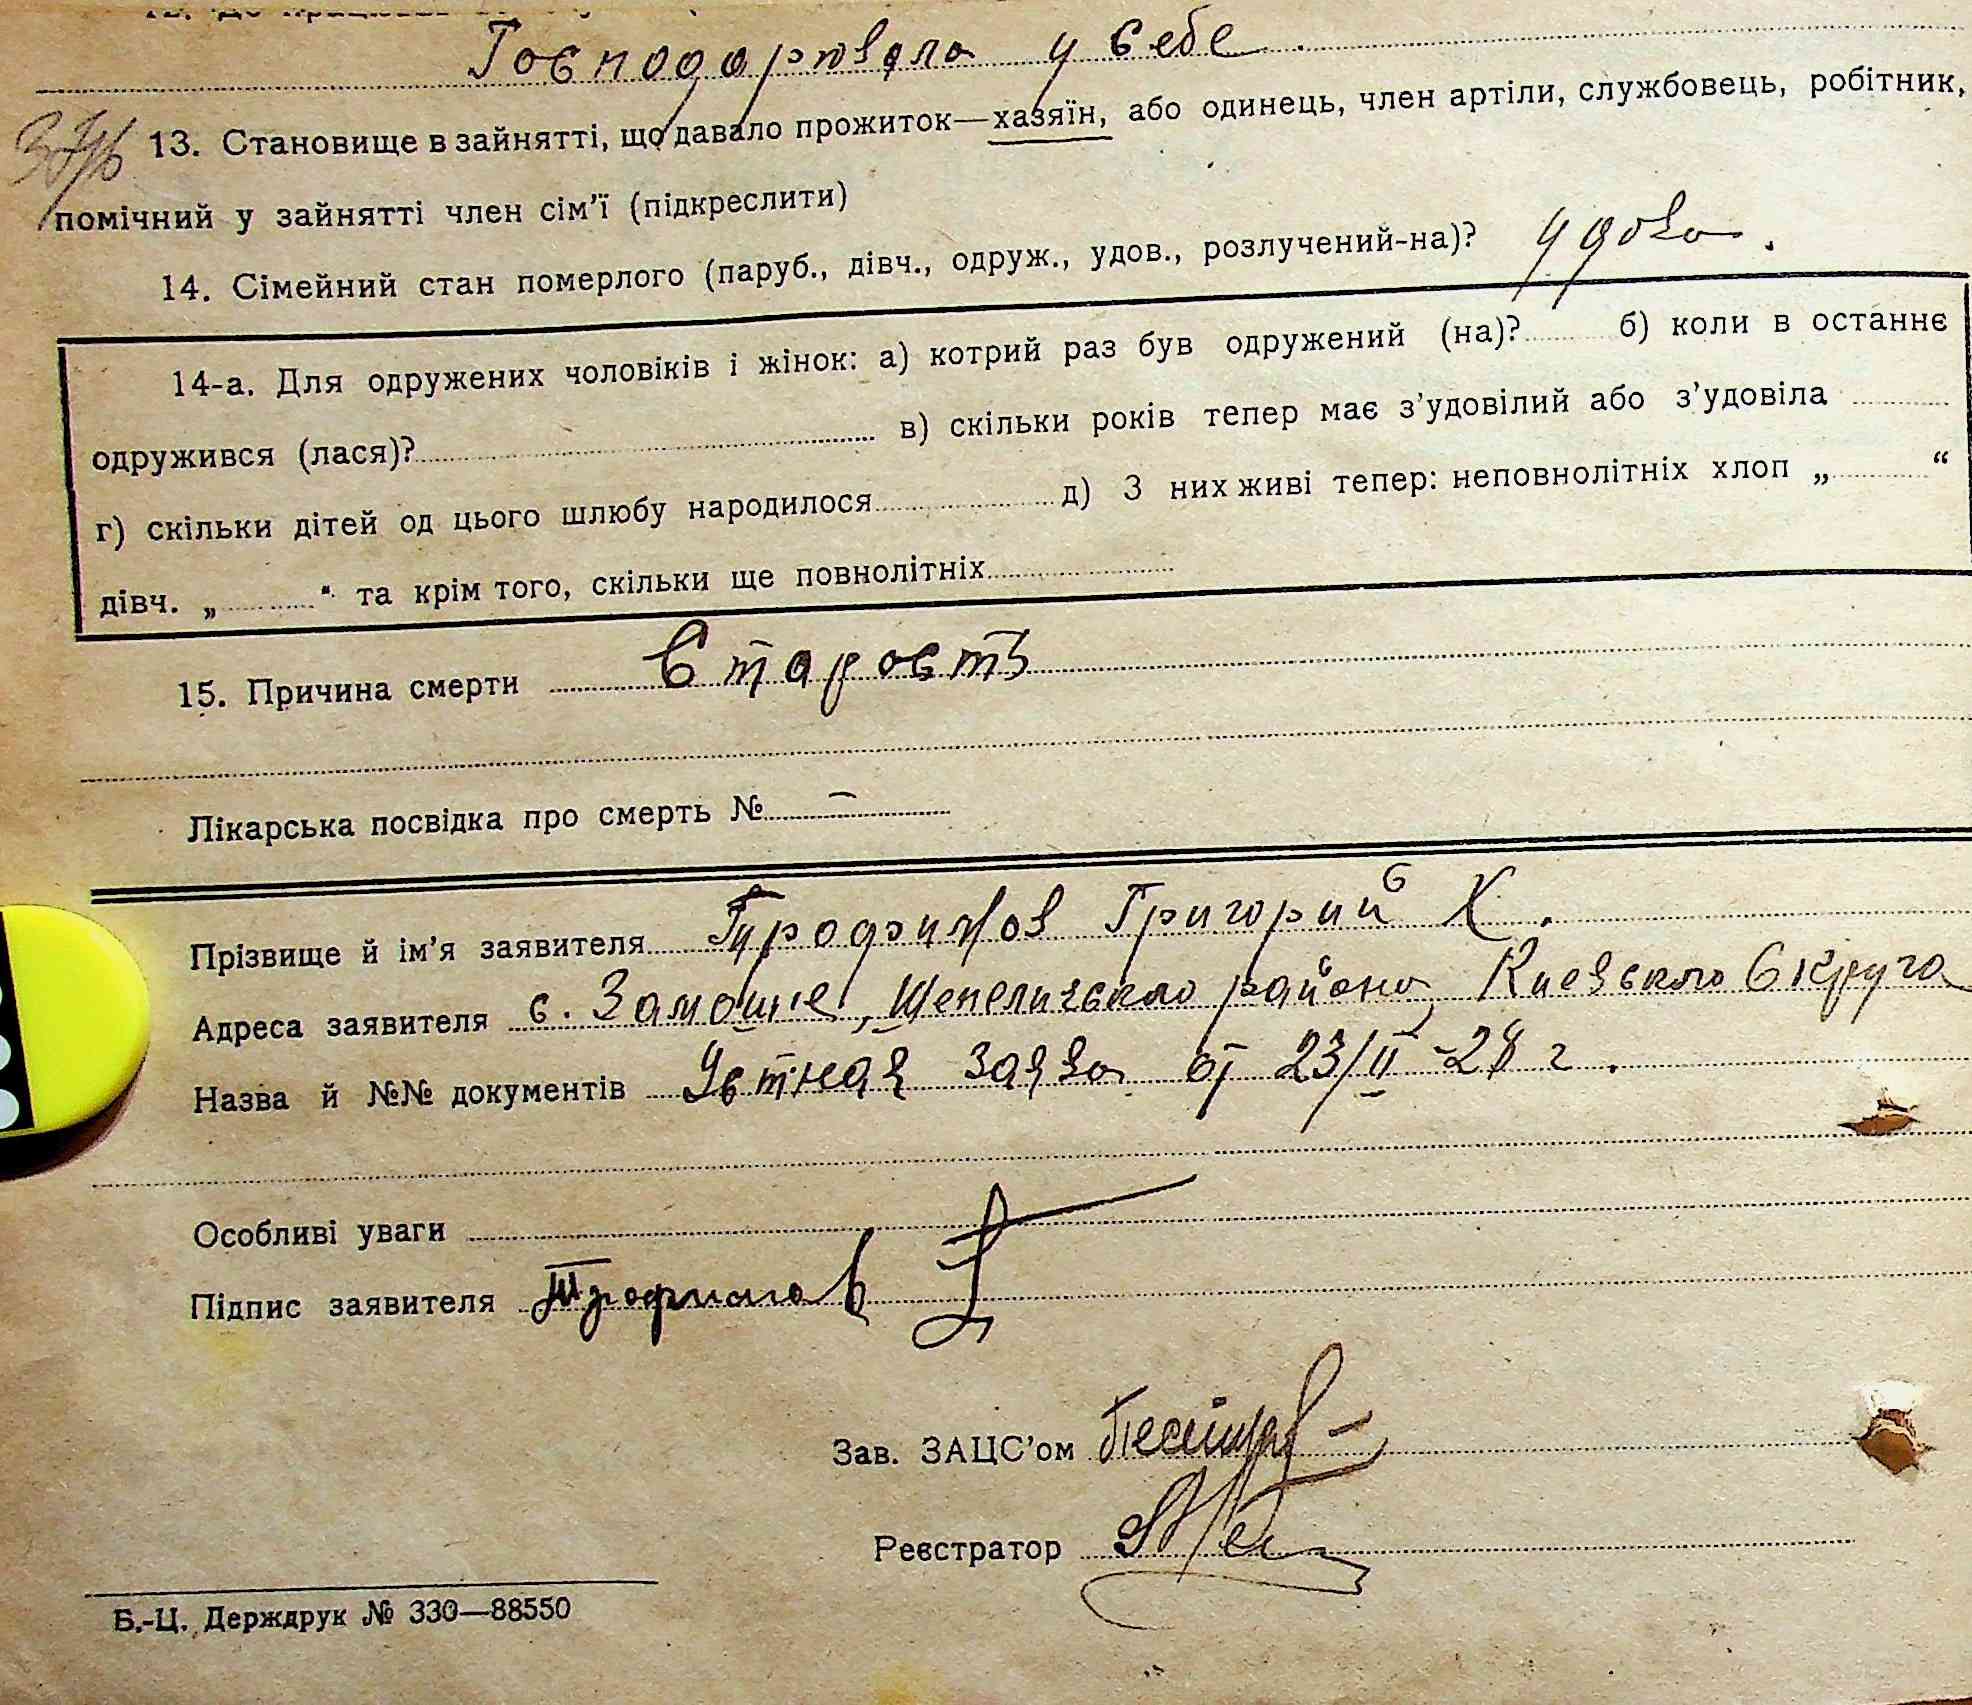 Господарювала у себе
13. Становище в зайнятті, що давало прожиток—хазяїн, або одинець, член артіли, службовець, робітник,
помічний у зайнятті член сім'ї (підкреслити)
14. Сімейний стан померлого (паруб., дівч., одруж., удов., розлучений-на)? удова.
14-а. Для одружених чоловіків і жінок: а) котрий раз був одружений (на)? б) коли в останнє
одружився (лася)? в) скільки років тепер має з'удовілий або з'удовіла
г) скільки дітей од цього шлюбу народилося д) З них живі тепер: неповнолітніх хлоп „ “
дівч. „ “ та крім того, скільки ще повнолітніх
15. Причина смерти Старость
Лікарська посвідка про смерть № —
Прізвище й ім'я заявителя Трофимов Григорий К.
Адреса заявителя с. Замошне, Шепеличского района, Киевского Округа
Назва й №№ документів Устная заява от 23/II-28 г.
Особливі уваги
Підпис заявителя Трофимов
Зав. ЗАЦС'ом
Реєстратор
Б.-Ц. Держдрук № 330—88550